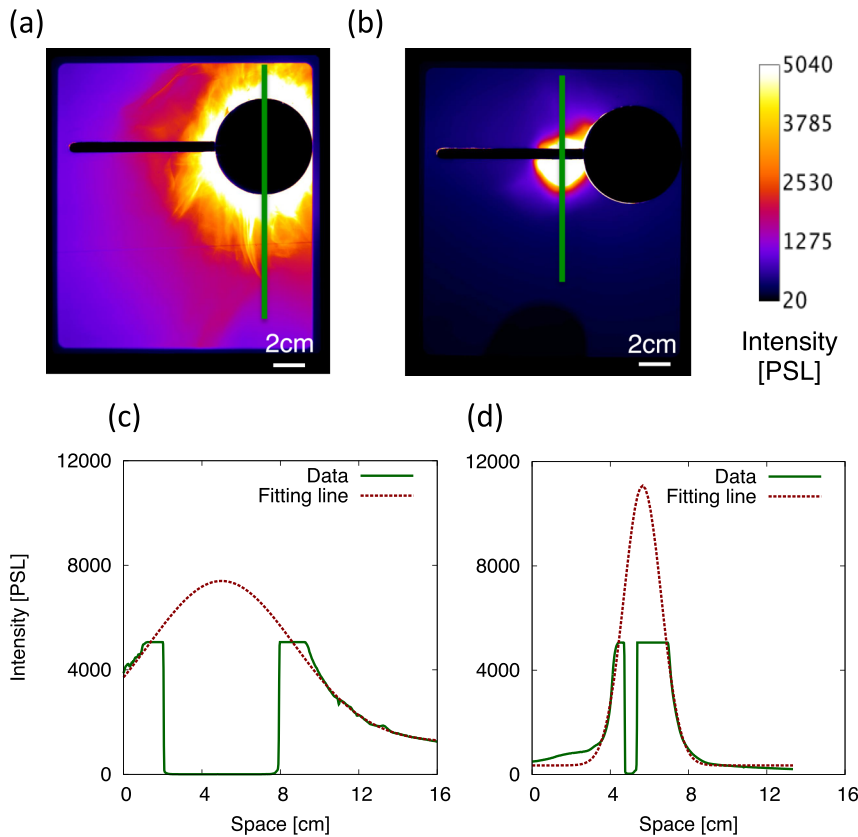 (a)
(b)
2cm
2cm
5040
3785
2530
1275
20
Intensity
[PSL]
(c)
(d)
12000
8000
4000
0
Data
Fitting line
Intensity [PSL]
0
4
8
12
16
Space [cm]
12000
8000
4000
0
Data
Fitting line
0
4
8
12
16
Space [cm]